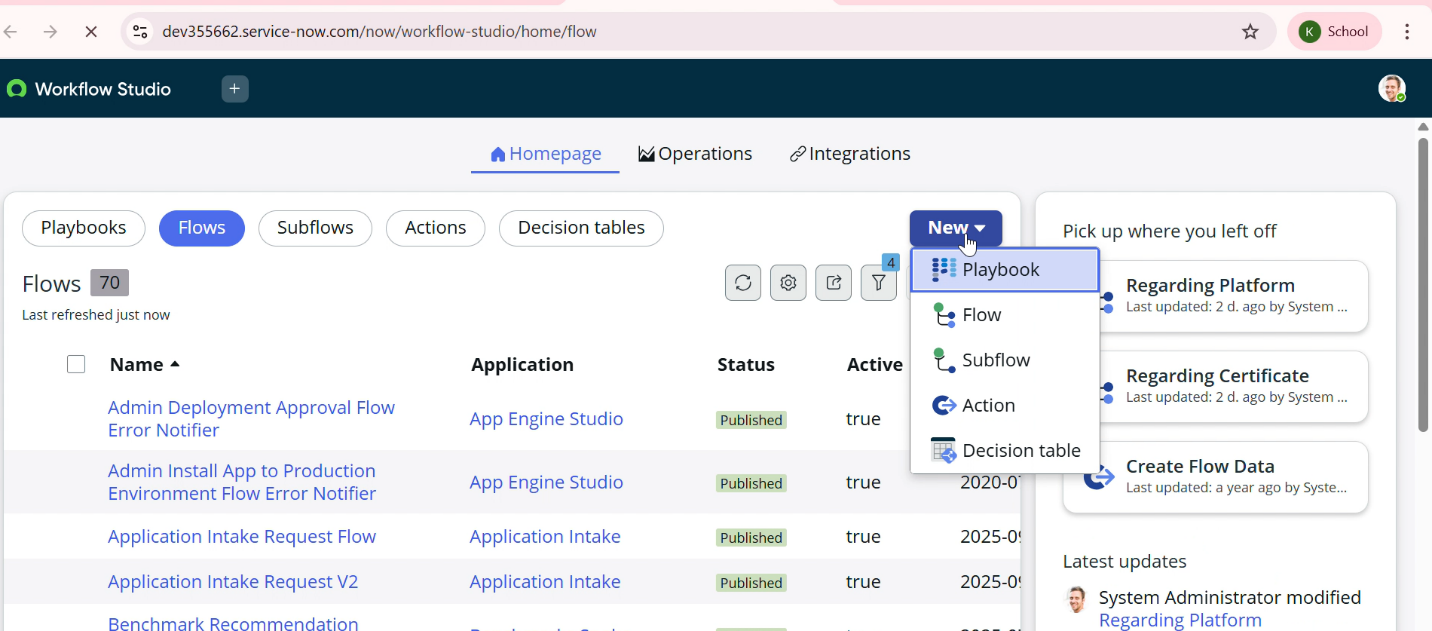 dev355662.service-now.com/now/workflow-studio/home/flow
K School
Workflow Studio
+
Homepage
Operations
Integrations
Playbooks
Flows
Subflows
Actions
Decision tables
New
Playbook
Flow
Subflow
Action
Decision table
Flows 70
Last refreshed just now
4
Name
Application
Status
Active
Admin Deployment Approval Flow
Error Notifier
App Engine Studio
Published
true
Admin Install App to Production
Environment Flow Error Notifier
App Engine Studio
Published
true
2020-0
Application Intake Request Flow
Application Intake
Published
true
2025-0
Application Intake Request V2
Application Intake
Published
true
2025-0
Benchmark Recommendation
Pick up where you left off
Regarding Platform
Last updated: 2 d. ago by System ...
Regarding Certificate
Last updated: 2 d. ago by System ...
Create Flow Data
Last updated: a year ago by Syste...
Latest updates
System Administrator modified
Regarding Platform